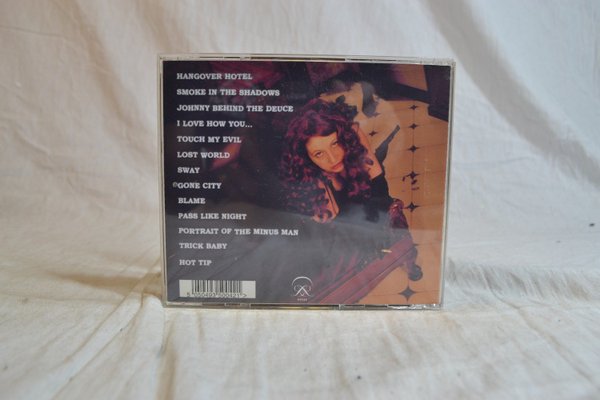 HANGOVER HOTEL
SMOKE IN THE SHADOWS
JOHNNY BEHIND THE DEUCE
I LOVE HOW YOU...
TOUCH MY EVIL
LOST WORLD
SWAY
GONE CITY
BLAME
PASS LIKE NIGHT
PORTRAIT OF THE MINUS MAN
TRICK BABY
HOT TIP